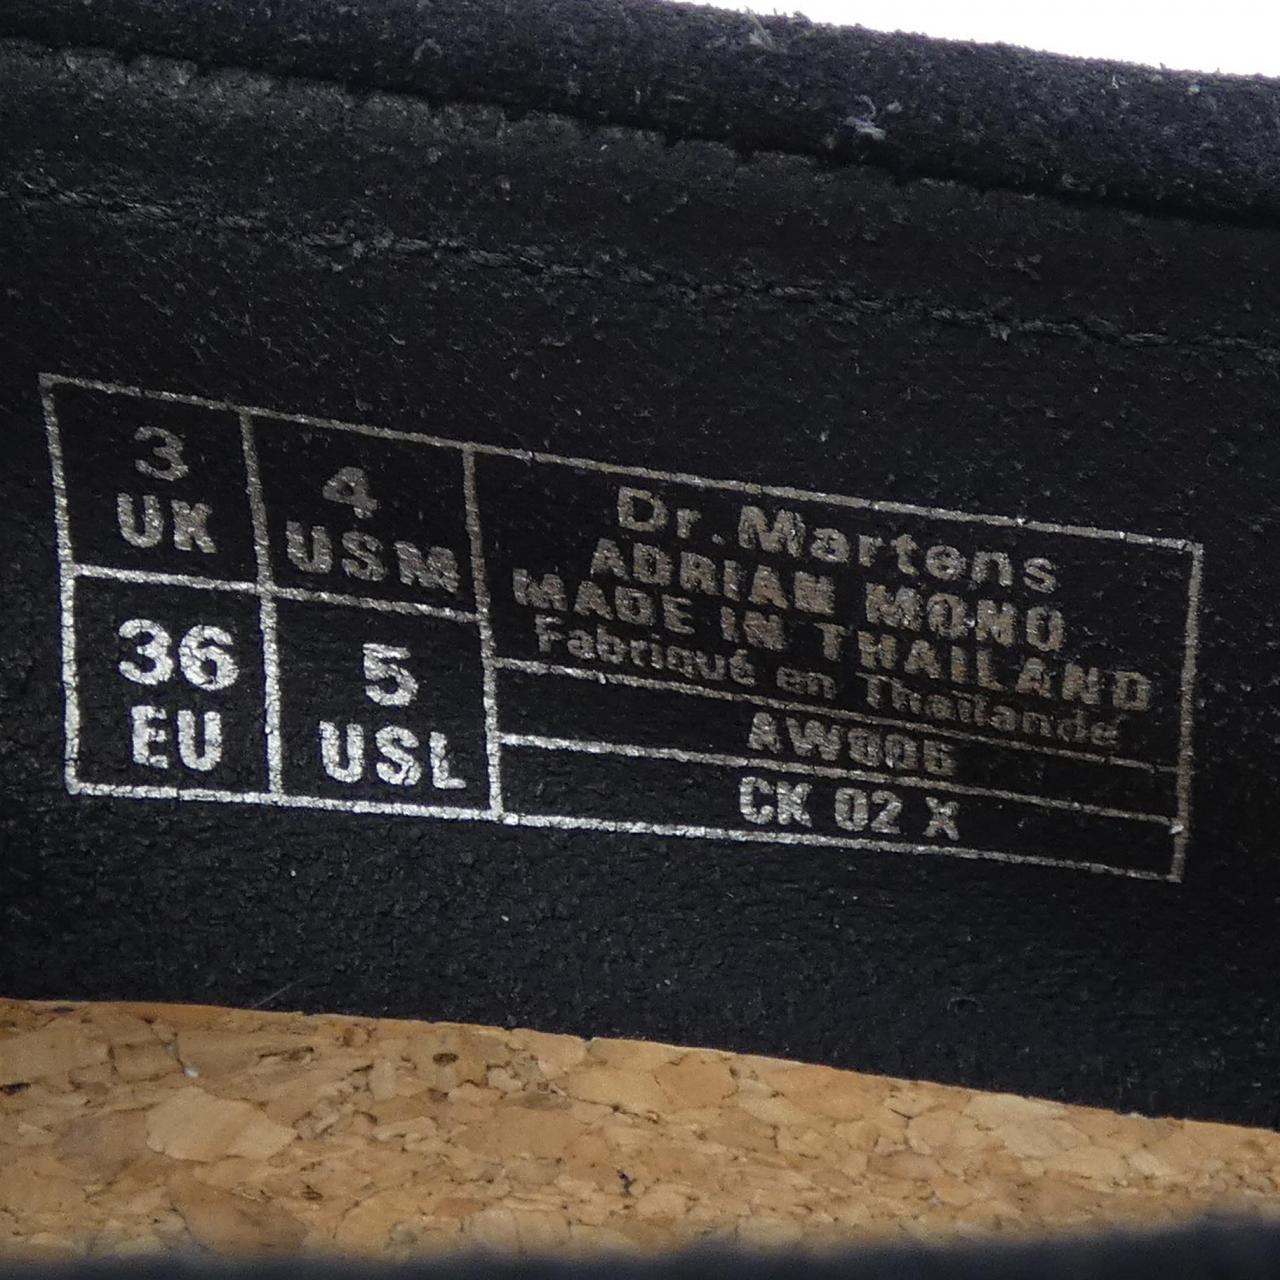 3
UK
4
USM
36
EU
5
USL
Dr.Martens
ADRIAN MONO
MADE IN THAILAND
Fabriqué en Thaïlande
AW006
CK 02 X